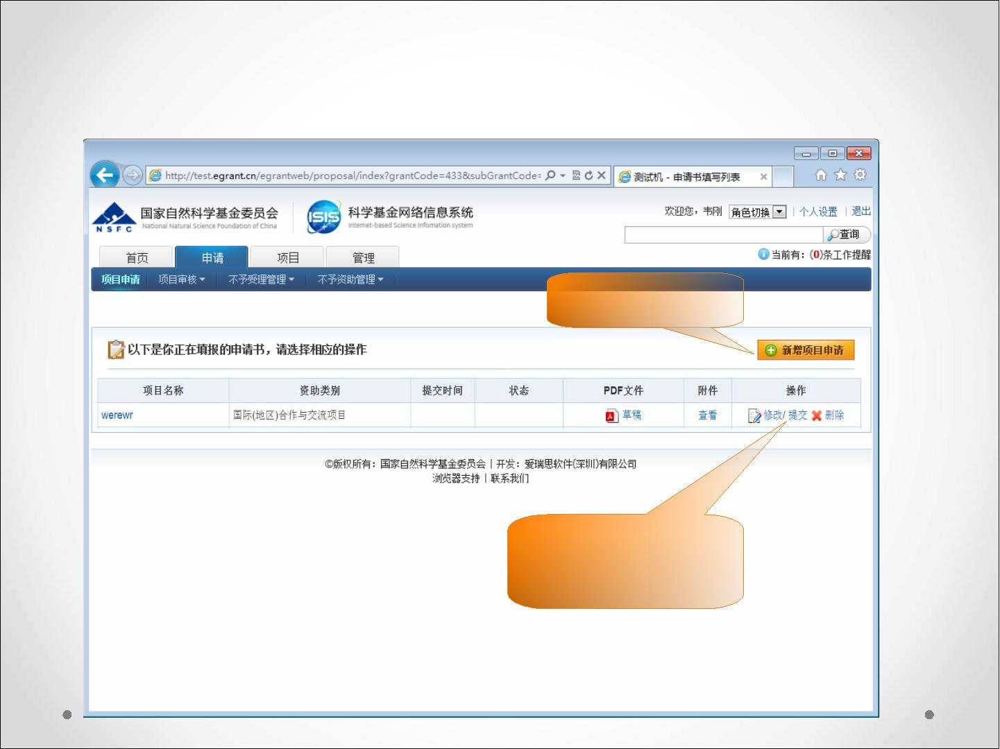 http://test.egrant.cn/egrantweb/proposal/index?grantCode=433&subGrantCode=
测试机 - 申请书填写列表
NSFC
国家自然科学基金委员会
National Natural Science Foundation of China
ISIS
科学基金网络信息系统
Internet-based Science Infomation system
欢迎您，韦刚 角色切换 | 个人设置 | 退出
查询
当前有：(0)条工作提醒
首页 申请 项目 管理
项目申请 项目审核 不予受理管理 不予资助管理
以下是你正在填报的申请书，请选择相应的操作
新增项目申请
项目名称 资助类别 提交时间 状态 PDF文件 附件 操作
werewr 国际(地区)合作与交流项目 草稿 查看 修改/ 提交 删除
©版权所有：国家自然科学基金委员会 | 开发：爱瑞思软件(深圳)有限公司
浏览器支持 | 联系我们